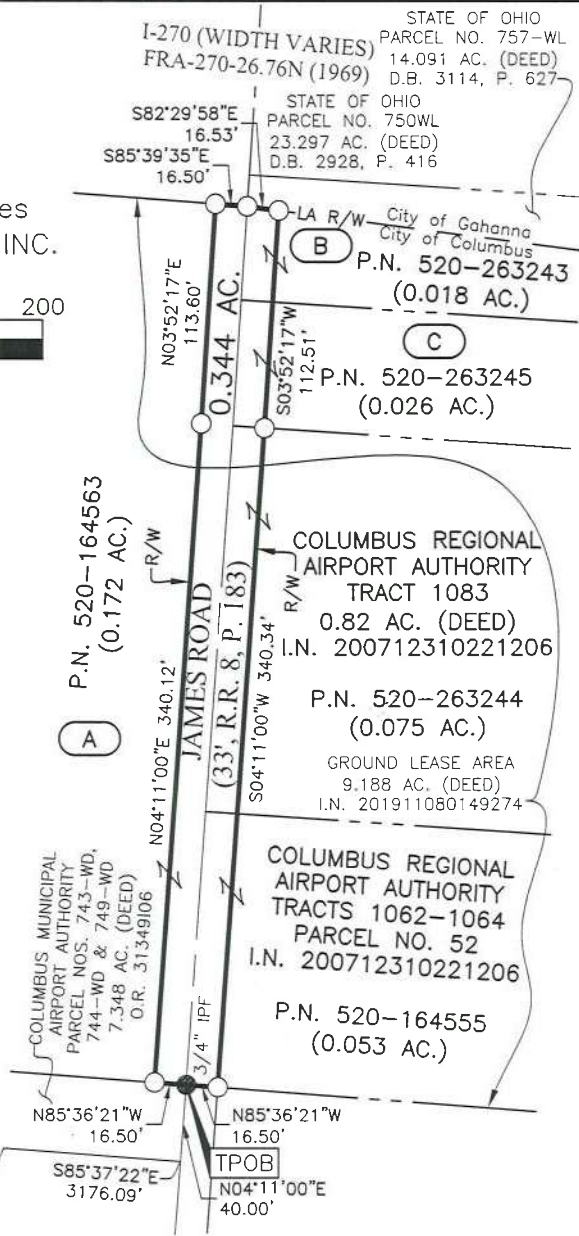 I-270 (WIDTH VARIES)
FRA-270-26.76N (1969)
STATE OF OHIO
PARCEL NO. 757-WL
14.091 AC. (DEED)
D.B. 3114, P. 627
STATE OF OHIO
PARCEL NO. 750WL
23.297 AC. (DEED)
D.B. 2928, P. 416
S82°29'58"E
16.53'
S85°39'35"E
16.50'
es
INC.
200
LA R/W
City of Gahanna
City of Columbus
B
P.N. 520-263243
(0.018 AC.)
C
P.N. 520-263245
(0.026 AC.)
N03°52'17"E
113.60'
0.344 AC.
S03°52'17"W
112.51'
P.N. 520-164563
(0.172 AC.)
A
R/W
R/W
JAMES ROAD
(33', R.R. 8, P. 183)
N04°11'00"E 340.12'
S04°11'00"W 340.34'
COLUMBUS REGIONAL
AIRPORT AUTHORITY
TRACT 1083
0.82 AC. (DEED)
I.N. 200712310221206
P.N. 520-263244
(0.075 AC.)
GROUND LEASE AREA
9.188 AC. (DEED)
I.N. 201911080149274
COLUMBUS REGIONAL
AIRPORT AUTHORITY
TRACTS 1062-1064
PARCEL NO. 52
I.N. 200712310221206
P.N. 520-164555
(0.053 AC.)
COLUMBUS MUNICIPAL
AIRPORT AUTHORITY
PARCEL NOS. 743-WD,
744-WD & 749-WD
7.348 AC. (DEED)
O.R. 31349I06
3/4" IPF
N85°36'21"W
16.50'
N85°36'21"W
16.50'
TPOB
S85°37'22"E
3176.09'
N04°11'00"E
40.00'